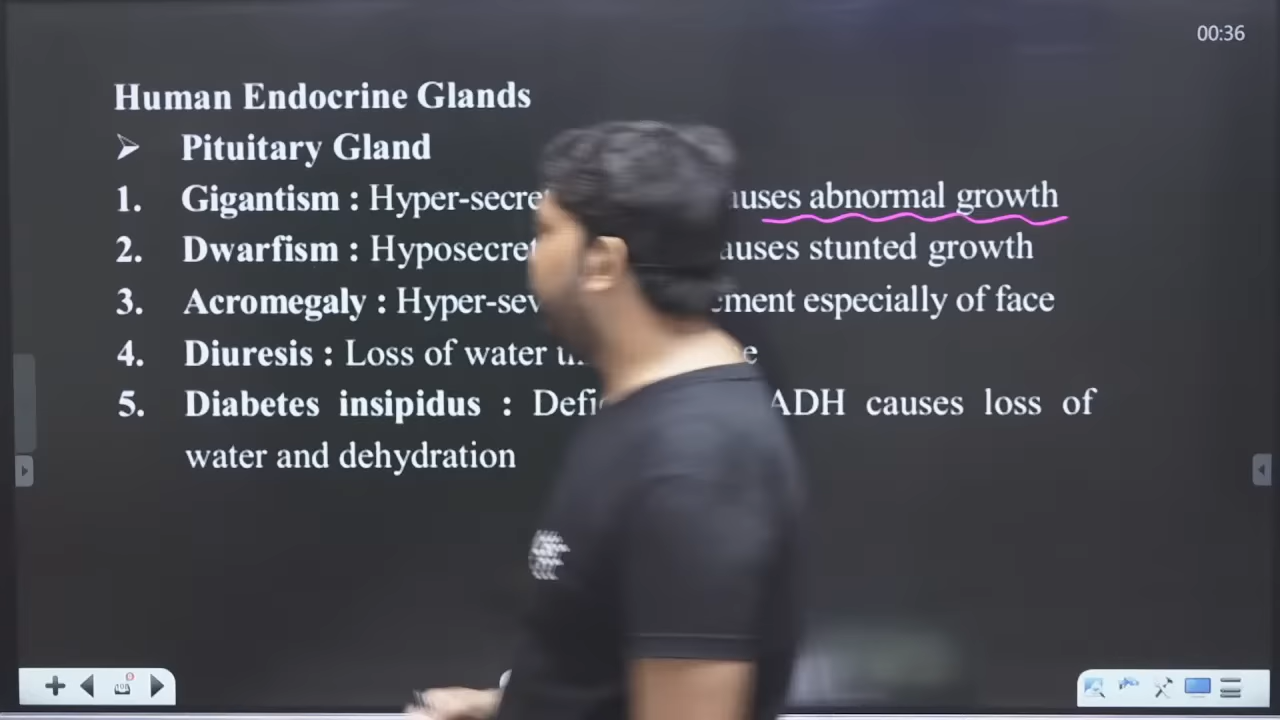 00:36
Human Endocrine Glands
➢ Pituitary Gland
1. Gigantism : Hyper-secre auses abnormal growth
2. Dwarfism : Hyposecret auses stunted growth
3. Acromegaly : Hyper-sev ement especially of face
4. Diuresis : Loss of water e
5. Diabetes insipidus : Defi ADH causes loss of
water and dehydration